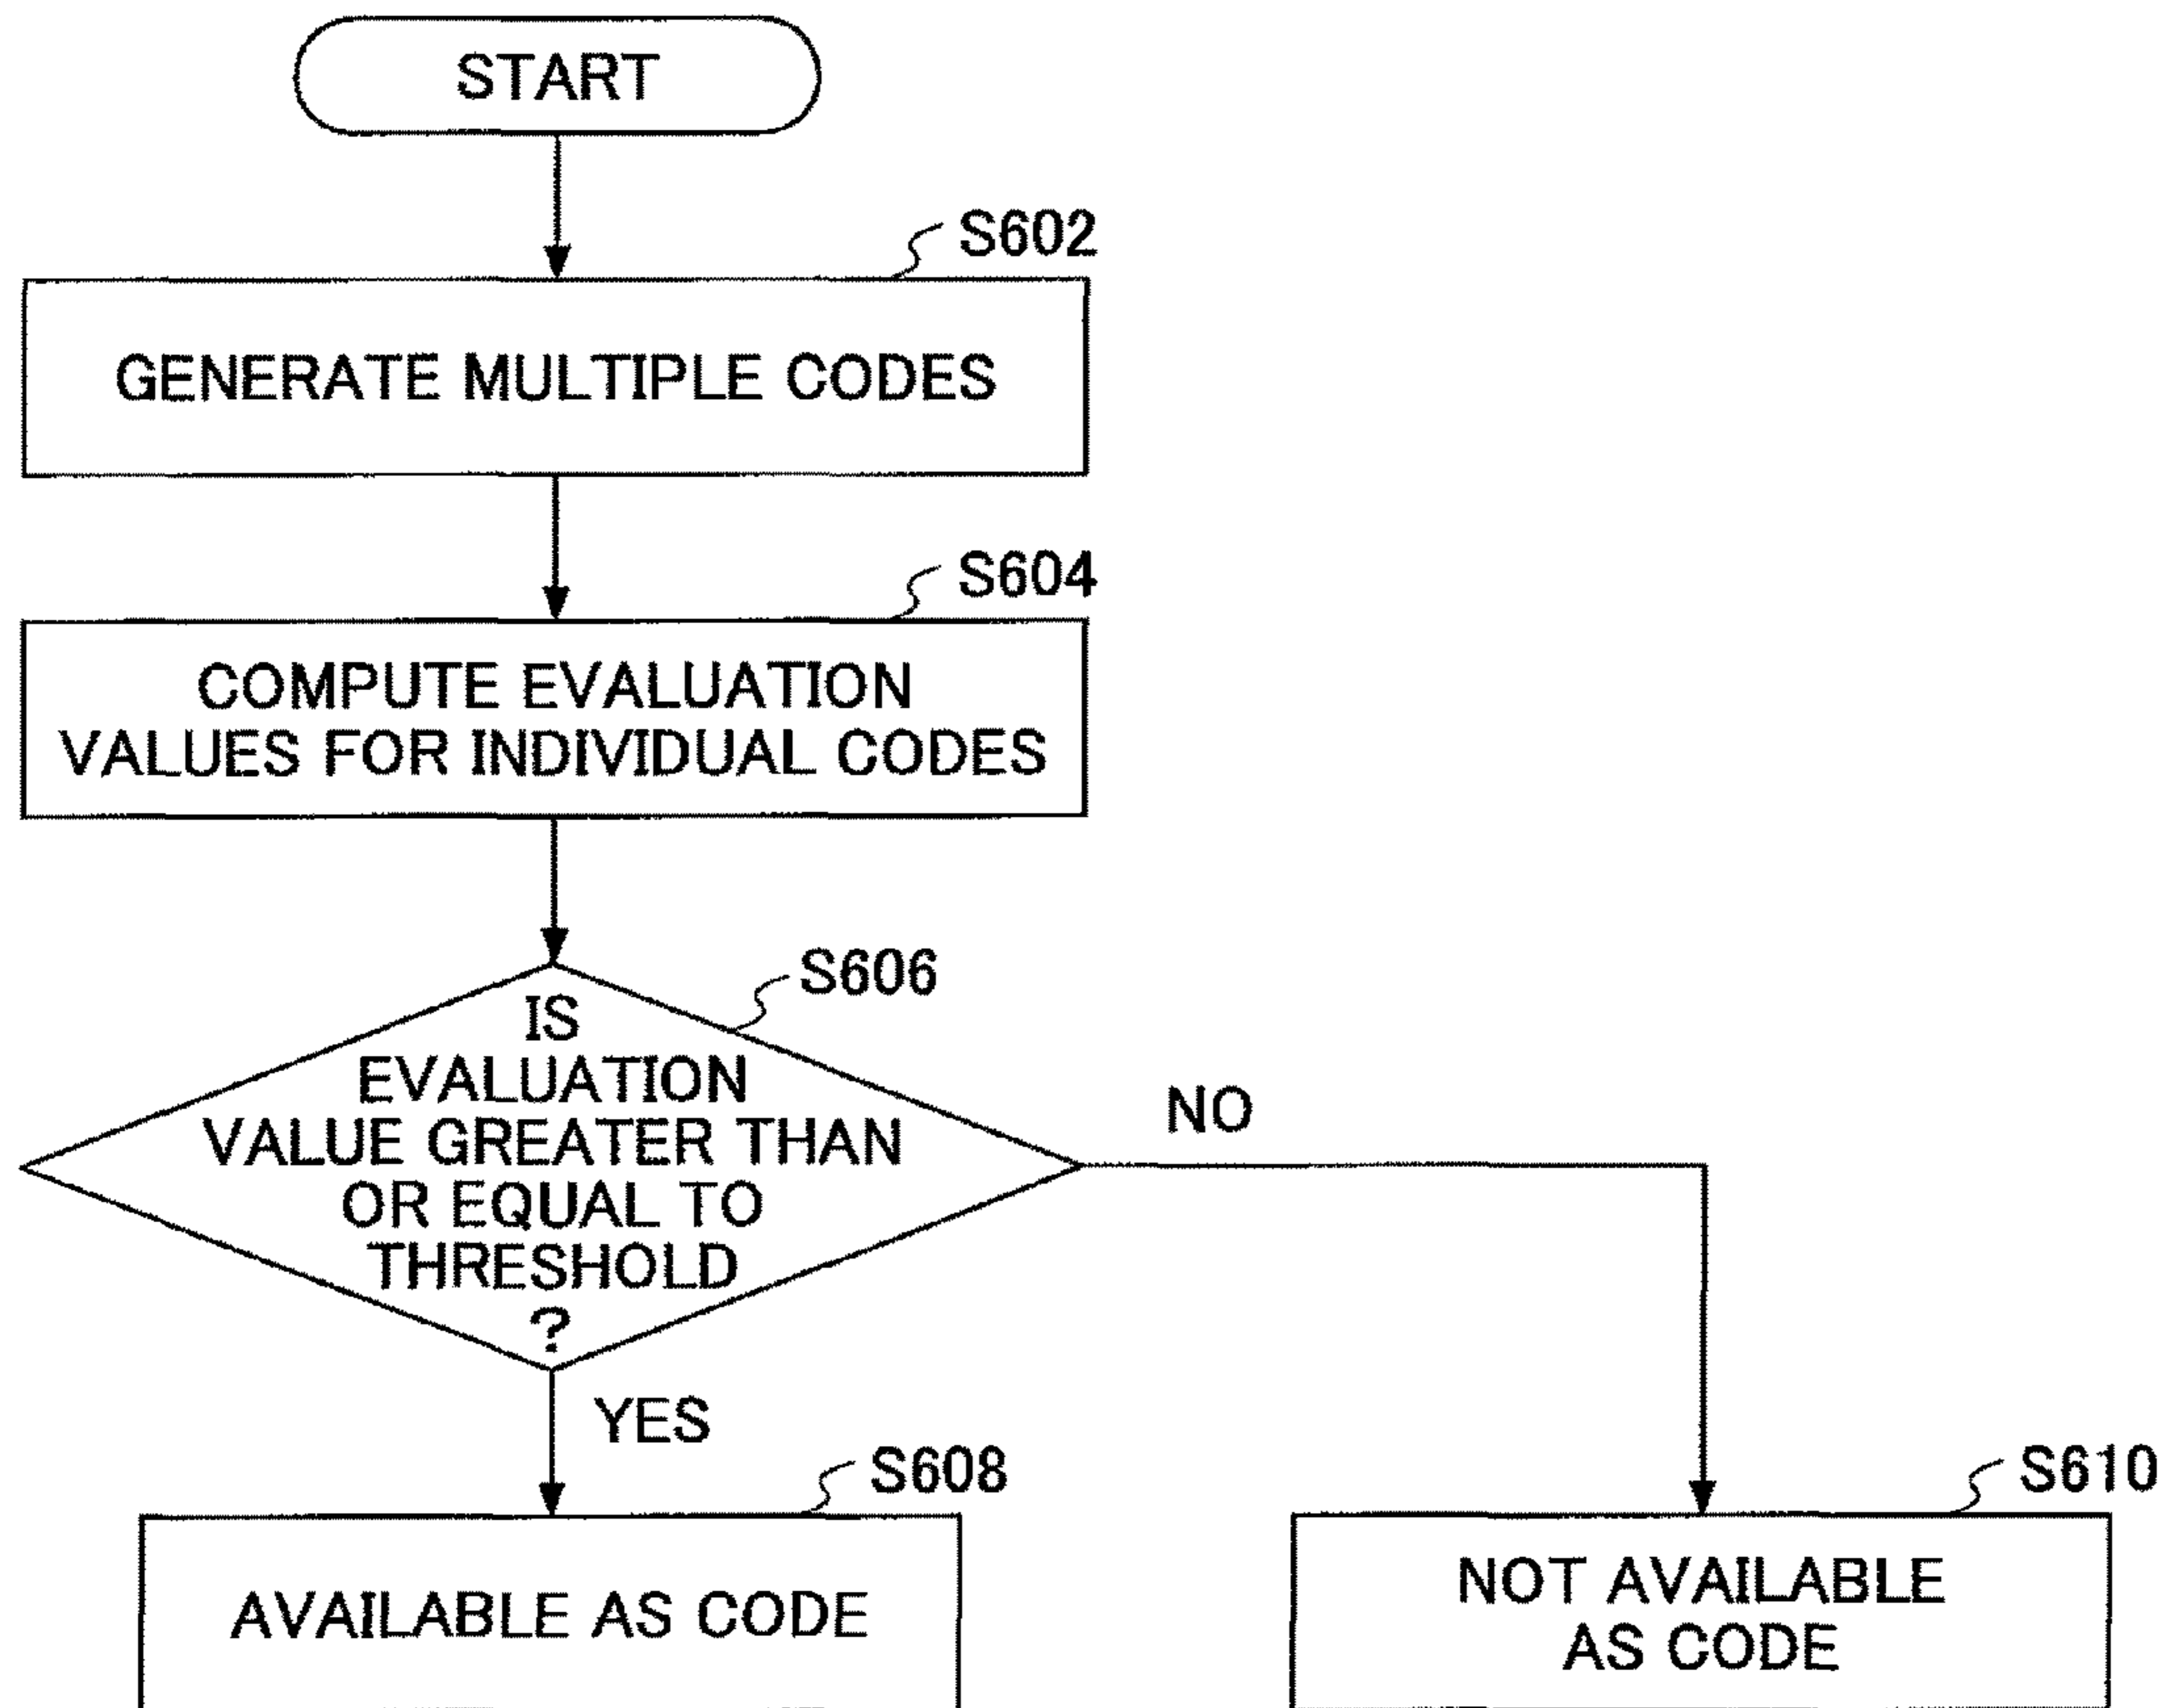 START
S602
GENERATE MULTIPLE CODES
S604
COMPUTE EVALUATION
VALUES FOR INDIVIDUAL CODES
S606
IS
EVALUATION
VALUE GREATER THAN
OR EQUAL TO
THRESHOLD
?
NO
YES
S608
AVAILABLE AS CODE
S610
NOT AVAILABLE
AS CODE